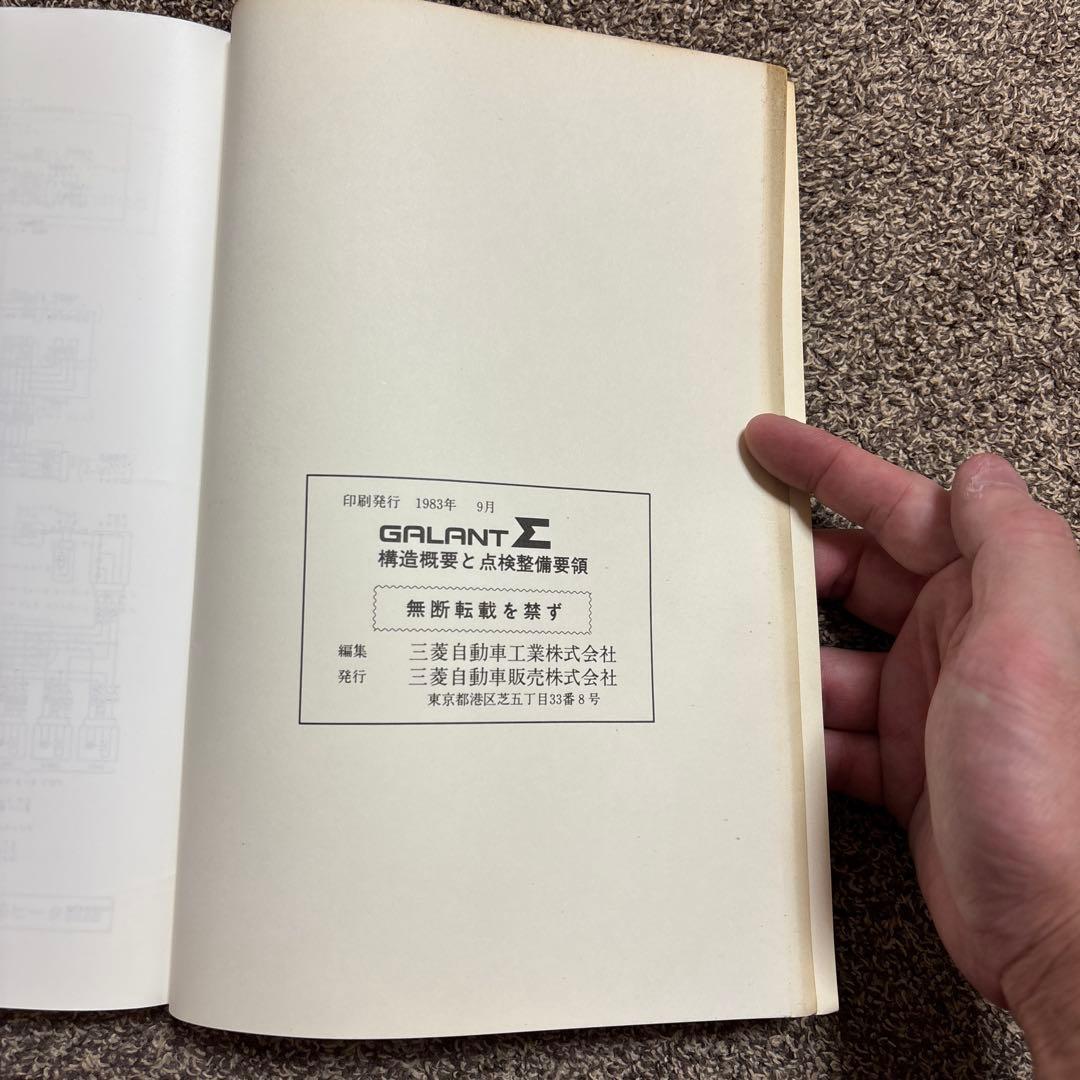 印刷発行 1983年 9月
GALANT Σ
構造概要と点検整備要領
無断転載を禁ず
編集 三菱自動車工業株式会社
発行 三菱自動車販売株式会社
東京都港区芝五丁目33番8号